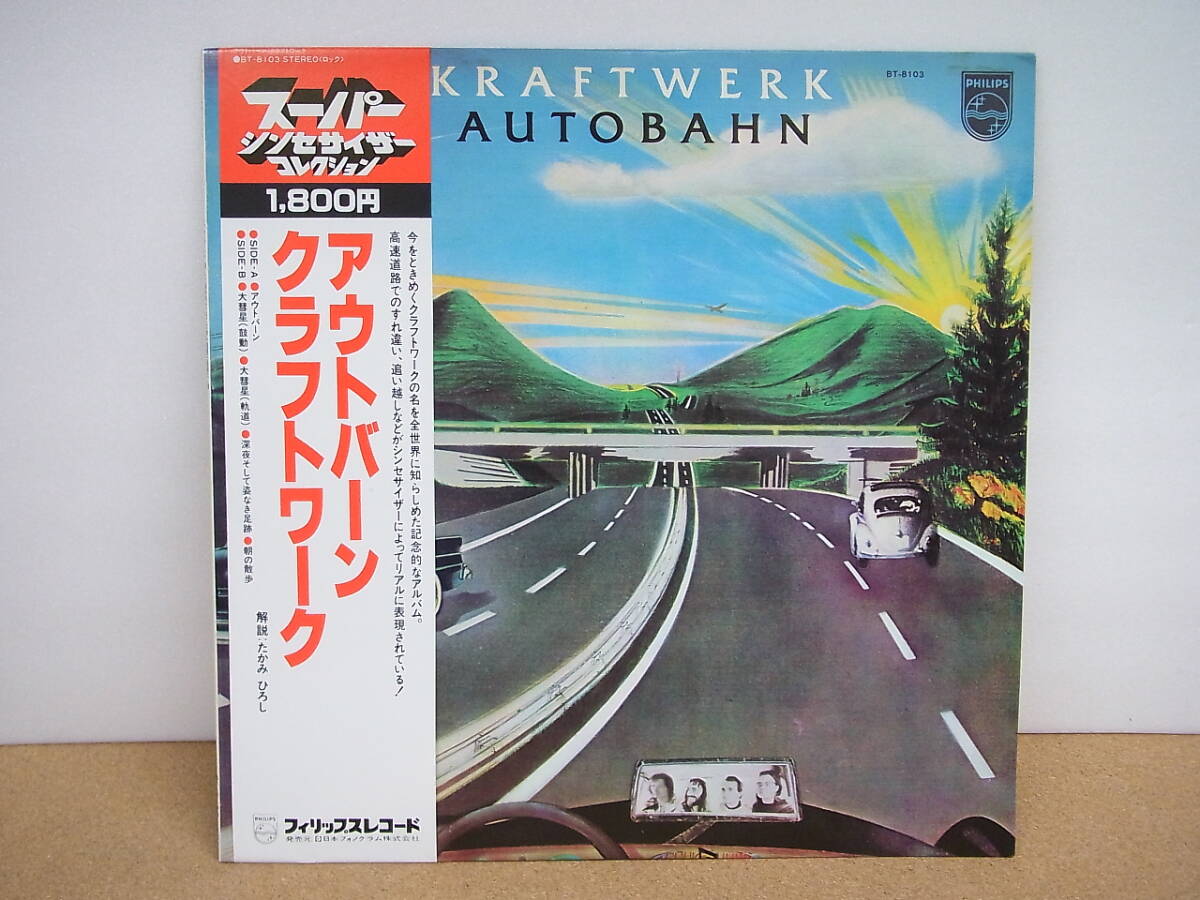 ●BT-8103 STEREO〈ロック〉
スーパー
シンセサイザー
コレクション
1,800円
今をときめくクラフトワークの名を全世界に知らしめた記念的なアルバム。
高速道路でのすれ違い、追い越しなどがシンセサイザーによってリアルに表現されている!
アウトバーン
クラフトワーク
●SIDE-A●アウトバーン
●SIDE-B●大彗星(鼓動)●大彗星(軌道)●深夜そして姿なき足跡●朝の散歩
解説:たかみ ひろし
PHILIPS
フィリップスレコード
発売元:日本フォノグラム株式会社
KRAFTWERK
AUTOBAHN
BT-8103
PHILIPS